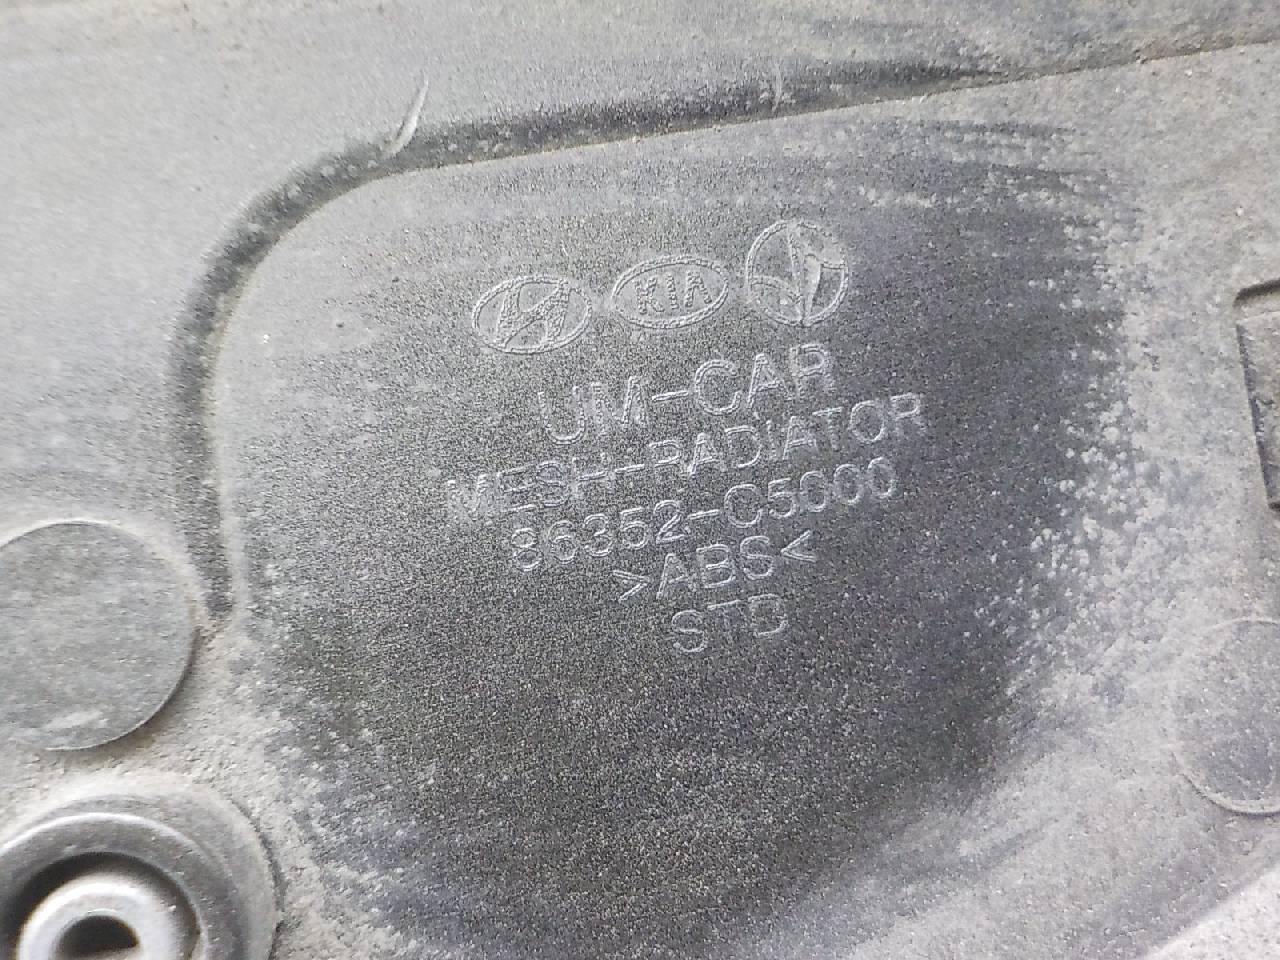 KIA
UM-CAR
MESH-RADIATOR
86352-C5000
>ABS<
STD